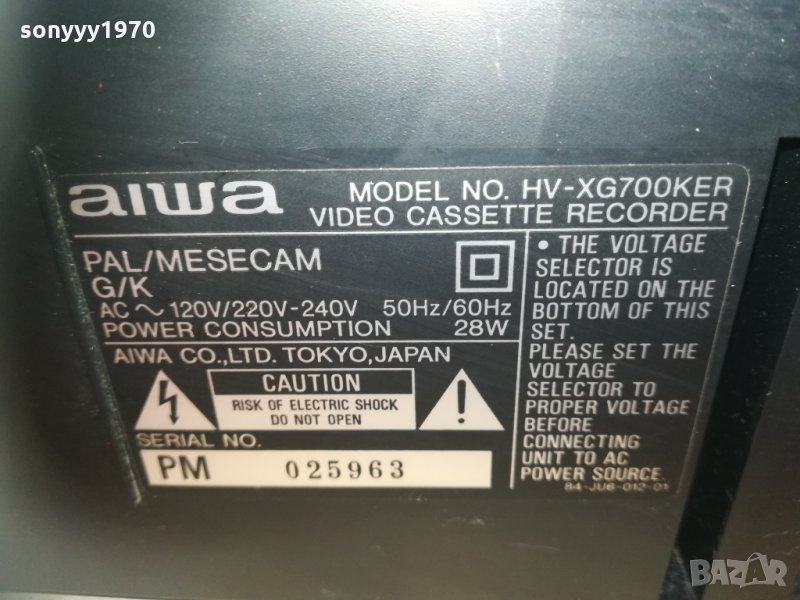 sonyyy1970
aiwa
MODEL NO. HV-XG700KER
VIDEO CASSETTE RECORDER
PAL/MESECAM
G/K
AC ~ 120V/220V-240V 50Hz/60Hz
POWER CONSUMPTION 28W
AIWA CO.,LTD. TOKYO,JAPAN
CAUTION
RISK OF ELECTRIC SHOCK
DO NOT OPEN
SERIAL NO.
PM 025963
• THE VOLTAGE
SELECTOR IS
LOCATED ON THE
BOTTOM OF THIS
SET.
PLEASE SET THE
VOLTAGE
SELECTOR TO
PROPER VOLTAGE
BEFORE
CONNECTING
UNIT TO AC
POWER SOURCE.
84-JU6-012-01
BAZAR